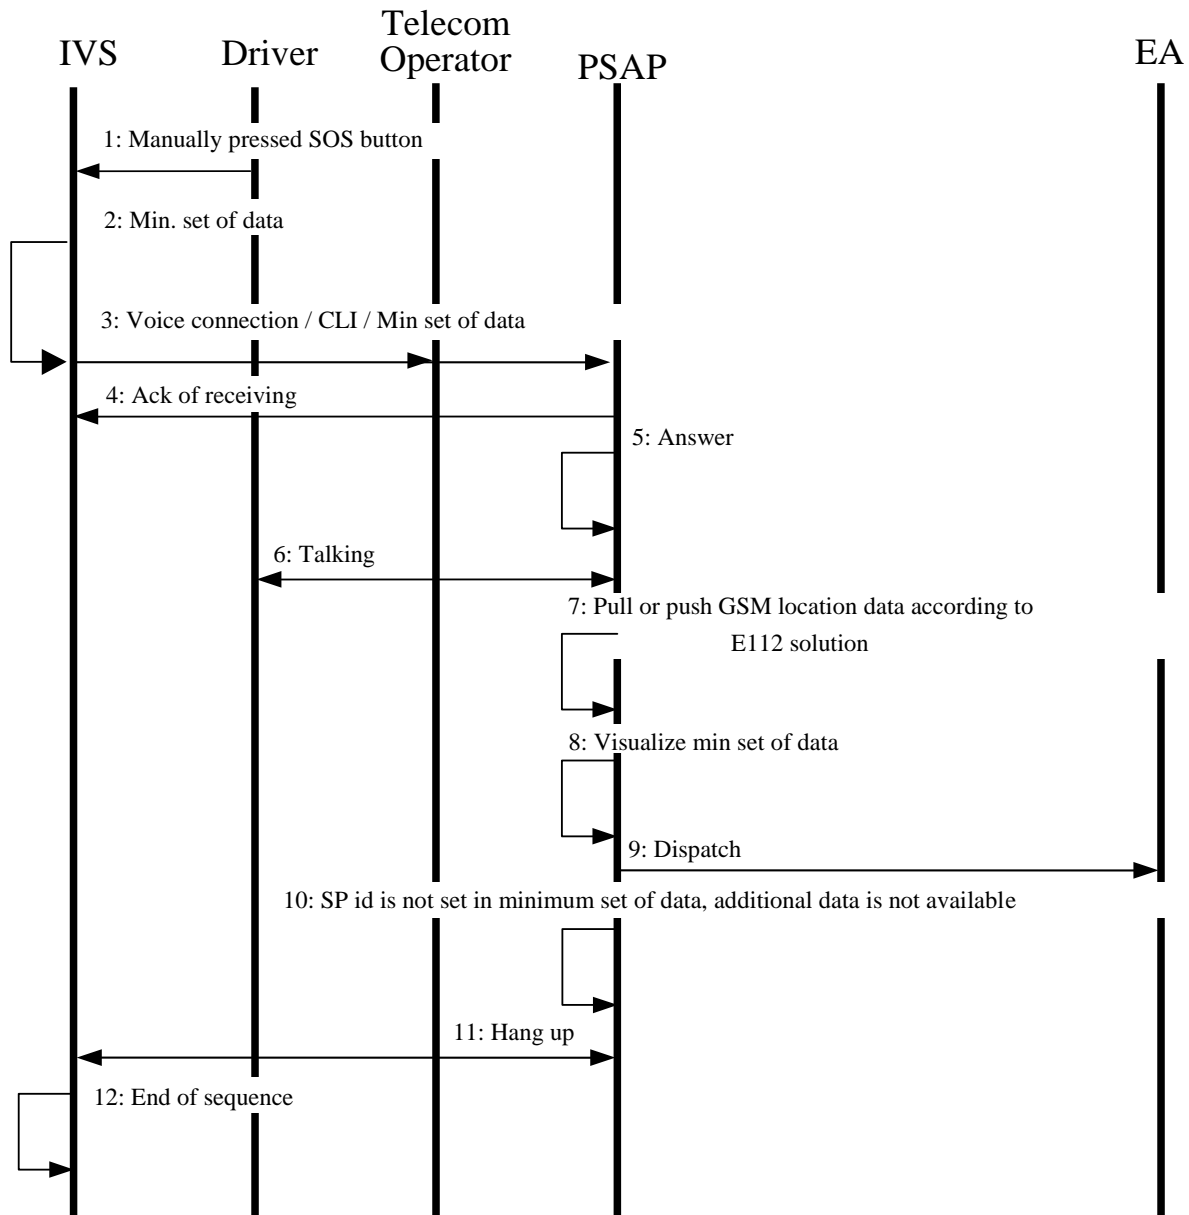 IVS
Driver
Telecom
Operator
PSAP
EA
1: Manually pressed SOS button
2: Min. set of data
3: Voice connection / CLI / Min set of data
4: Ack of receiving
5: Answer
6: Talking
7: Pull or push GSM location data according to
E112 solution
8: Visualize min set of data
9: Dispatch
10: SP id is not set in minimum set of data, additional data is not available
11: Hang up
12: End of sequence